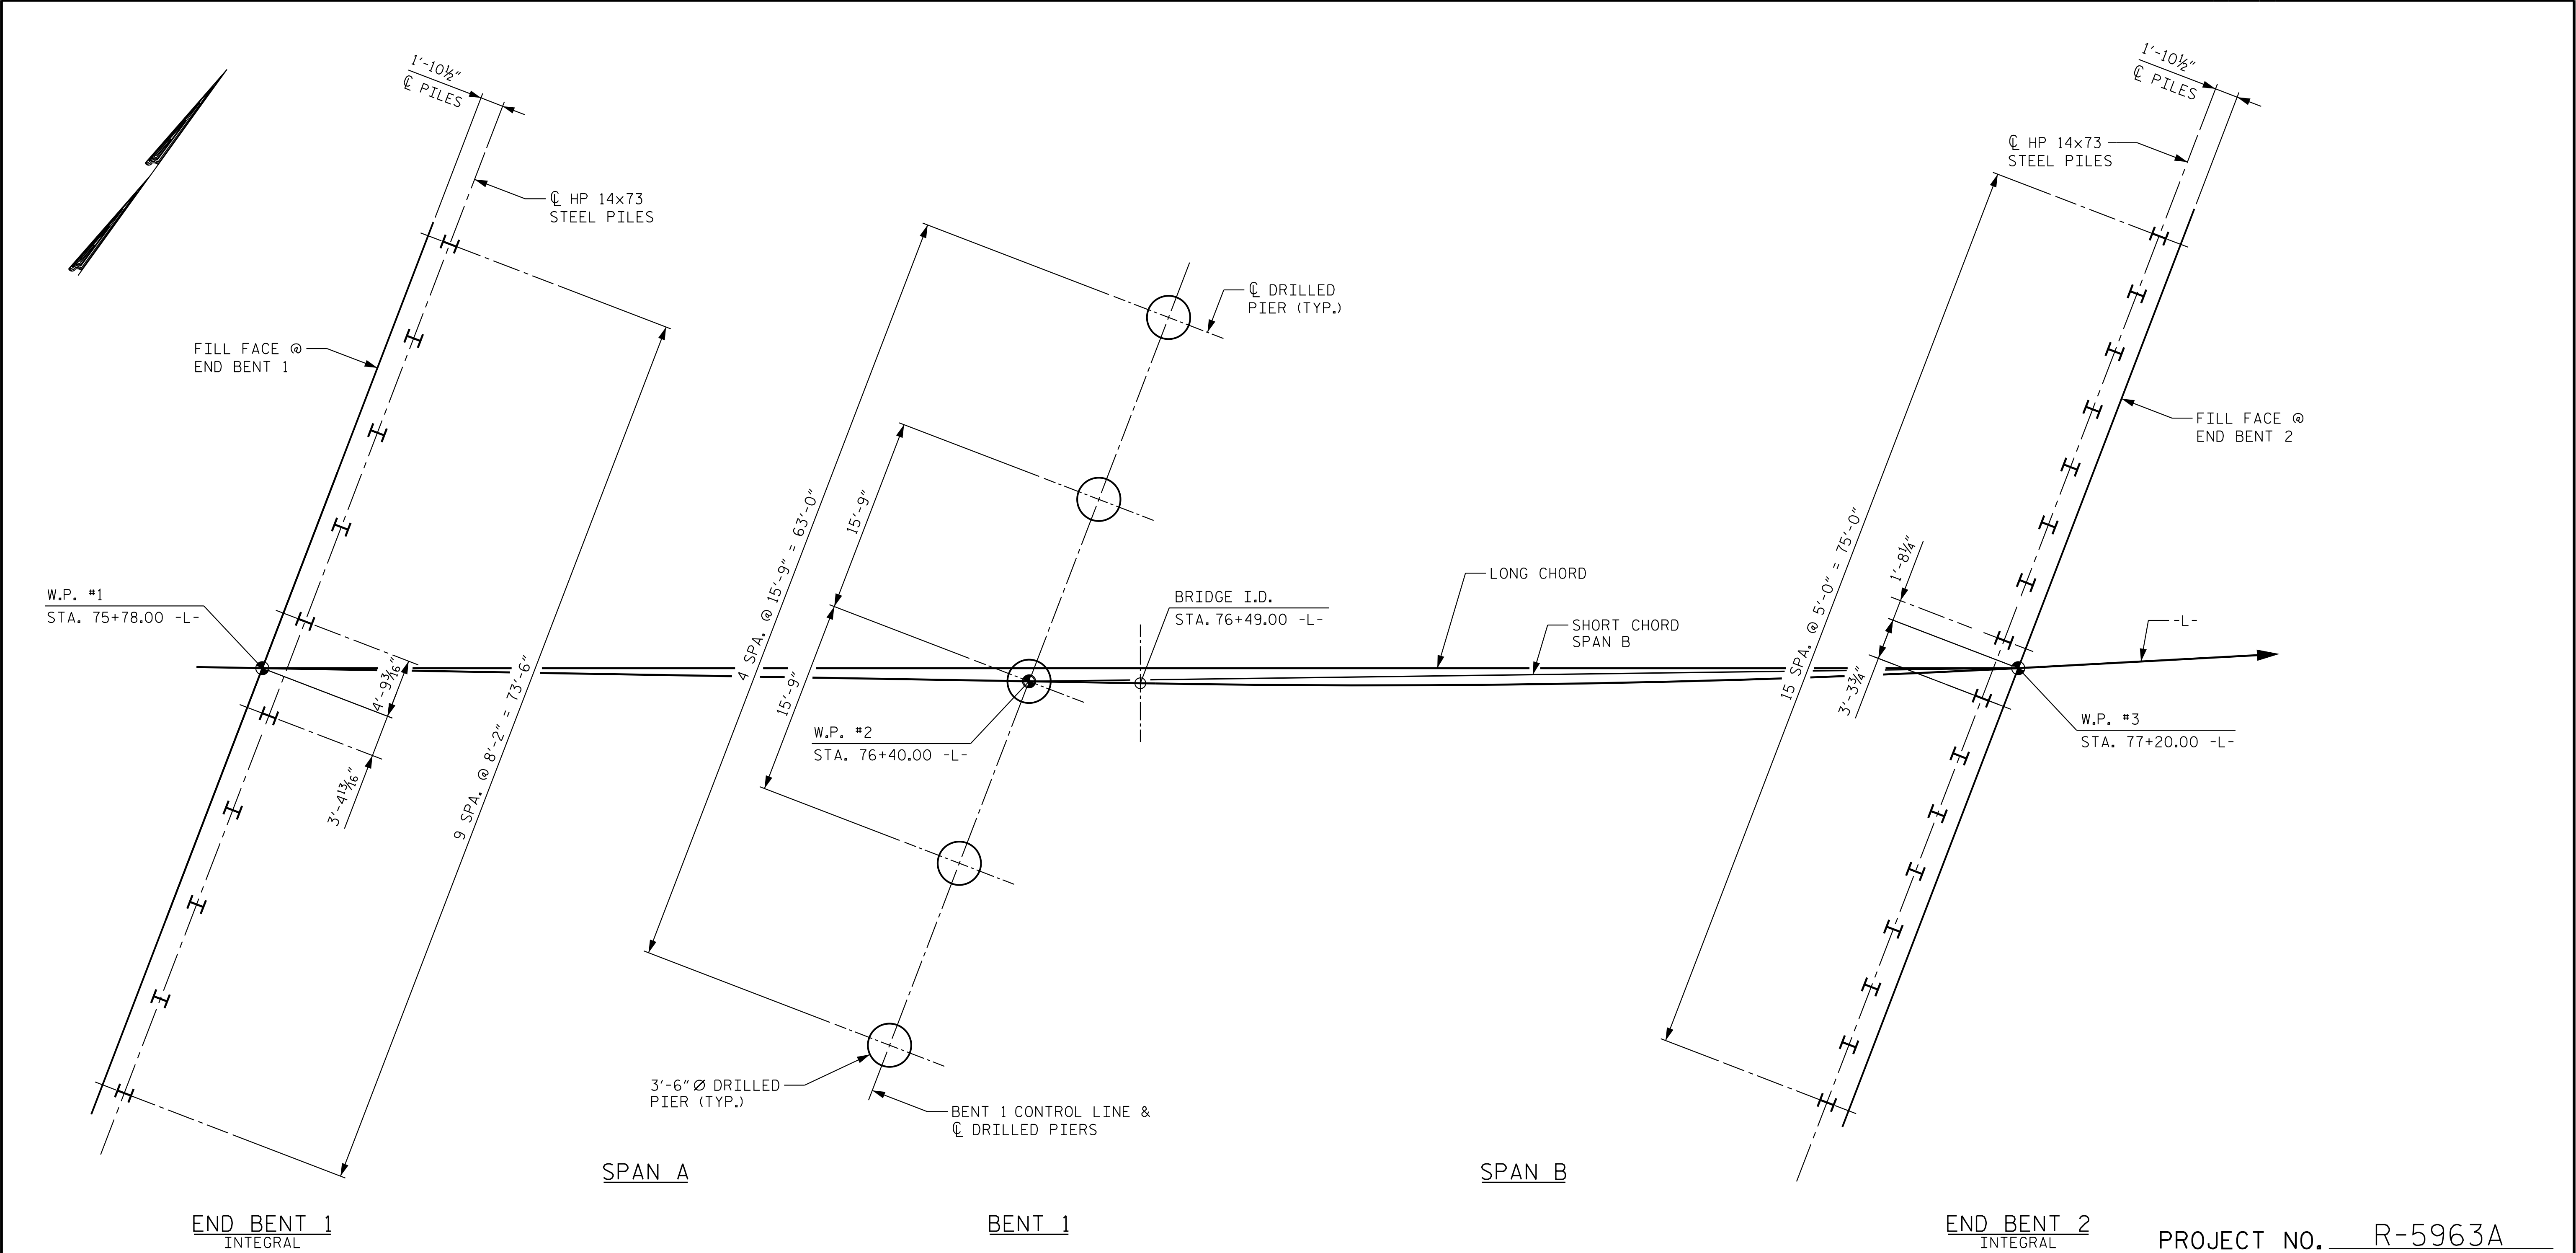 1'-10½"
℄ PILES
℄ HP 14x73
STEEL PILES
FILL FACE @
END BENT 1
W.P. #1
STA. 75+78.00 -L-
4'-9³⁄₁₆"
3'-4¹³⁄₁₆"
9 SPA. @ 8'-2" = 73'-6"
4 SPA. @ 15'-9" = 63'-0"
15'-9"
15'-9"
℄ DRILLED
PIER (TYP.)
W.P. #2
STA. 76+40.00 -L-
BRIDGE I.D.
STA. 76+49.00 -L-
LONG CHORD
SHORT CHORD
SPAN B
3'-6" Ø DRILLED
PIER (TYP.)
BENT 1 CONTROL LINE &
℄ DRILLED PIERS
1'-10½"
℄ PILES
℄ HP 14x73
STEEL PILES
FILL FACE @
END BENT 2
15 SPA. @ 5'-0" = 75'-0"
1'-8¼"
3'-3¾"
-L-
W.P. #3
STA. 77+20.00 -L-
SPAN A
SPAN B
END BENT 1
INTEGRAL
BENT 1
END BENT 2
INTEGRAL
PROJECT NO. R-5963A